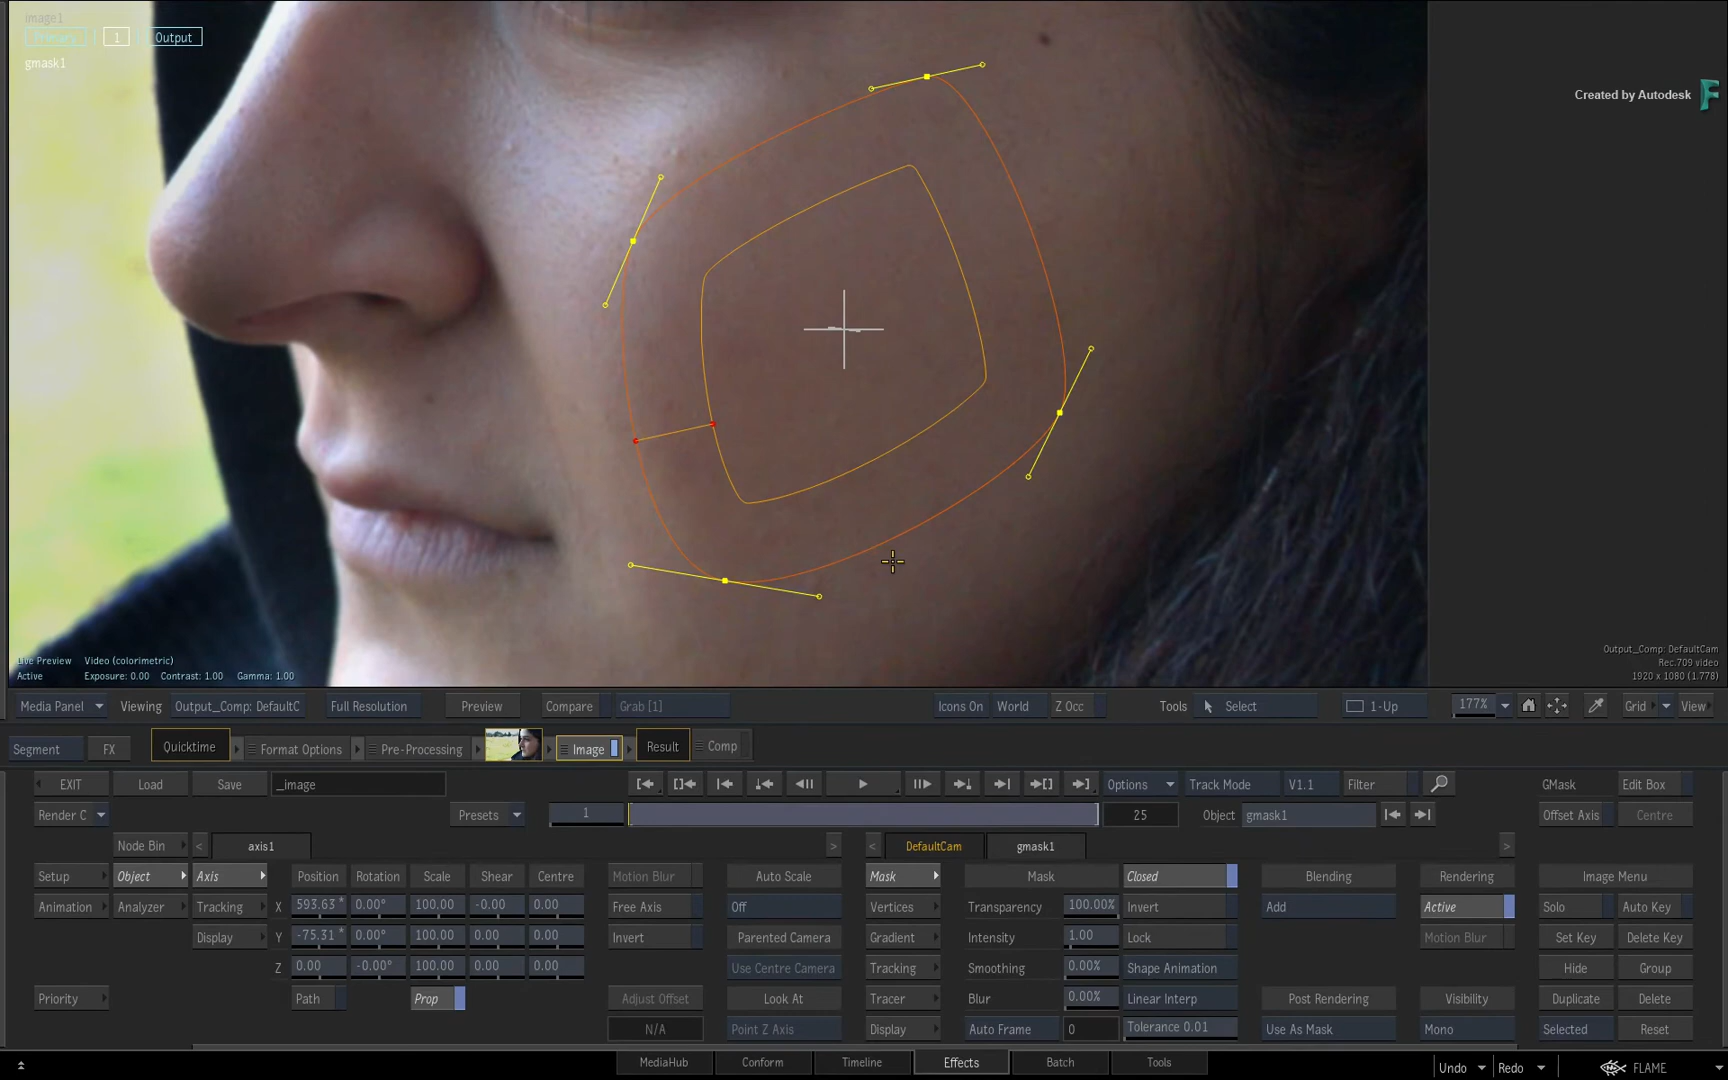 image1
Primary 1 Output
gmask1
Created by Autodesk
Live Preview Video (colorimetric)
Active Exposure: 0.00 Contrast: 1.00 Gamma: 1.00
Output_Comp: DefaultCam
Rec.709 video
1920 x 1080 (1.778)
Media Panel Viewing Output_Comp: DefaultC Full Resolution Preview Compare Grab [1] Icons On World Z Occ Tools Select 1-Up 177% Grid View
Segment FX Quicktime Format Options Pre-Processing Image Result Comp
EXIT Load Save _image Options Track Mode V1.1 Filter GMask Edit Box
Render C Presets 1 25 Object gmask1 Offset Axis Centre
Node Bin < axis1 > < DefaultCam gmask1 >
Setup Object Axis Position Rotation Scale Shear Centre Motion Blur Auto Scale Mask Mask Closed Blending Rendering Image Menu
Animation Analyzer Tracking X 593.63 * 0.00° 100.00 -0.00 0.00 Free Axis Off Vertices Transparency 100.00% Invert Add Active Solo Auto Key
Display Y -75.31 * 0.00° 100.00 0.00 0.00 Invert Parented Camera Gradient Intensity 1.00 Lock Motion Blur Set Key Delete Key
Z 0.00 -0.00° 100.00 0.00 0.00 Use Centre Camera Tracking Smoothing 0.00% Shape Animation Hide Group
Priority Path Prop Adjust Offset Look At Tracer Blur 0.00% Linear Interp Post Rendering Visibility Duplicate Delete
N/A Point Z Axis Display Auto Frame 0 Tolerance 0.01 Use As Mask Mono Selected Reset
MediaHub Conform Timeline Effects Batch Tools Undo Redo FLAME